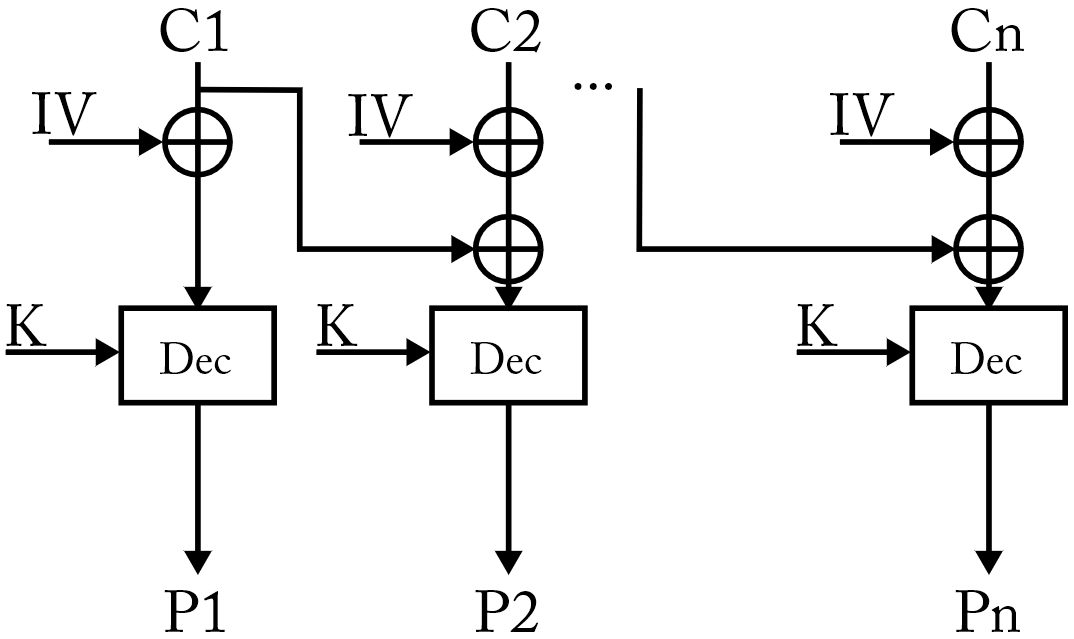 C1 C2 Cn
...
IV IV IV
K K K
Dec Dec Dec
P1 P2 Pn